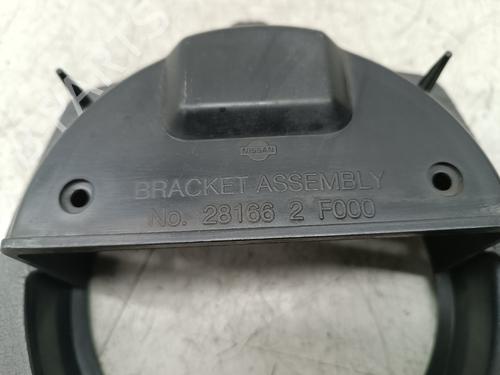 NISSAN
BRACKET ASSEMBLY
No. 28166 2 F000